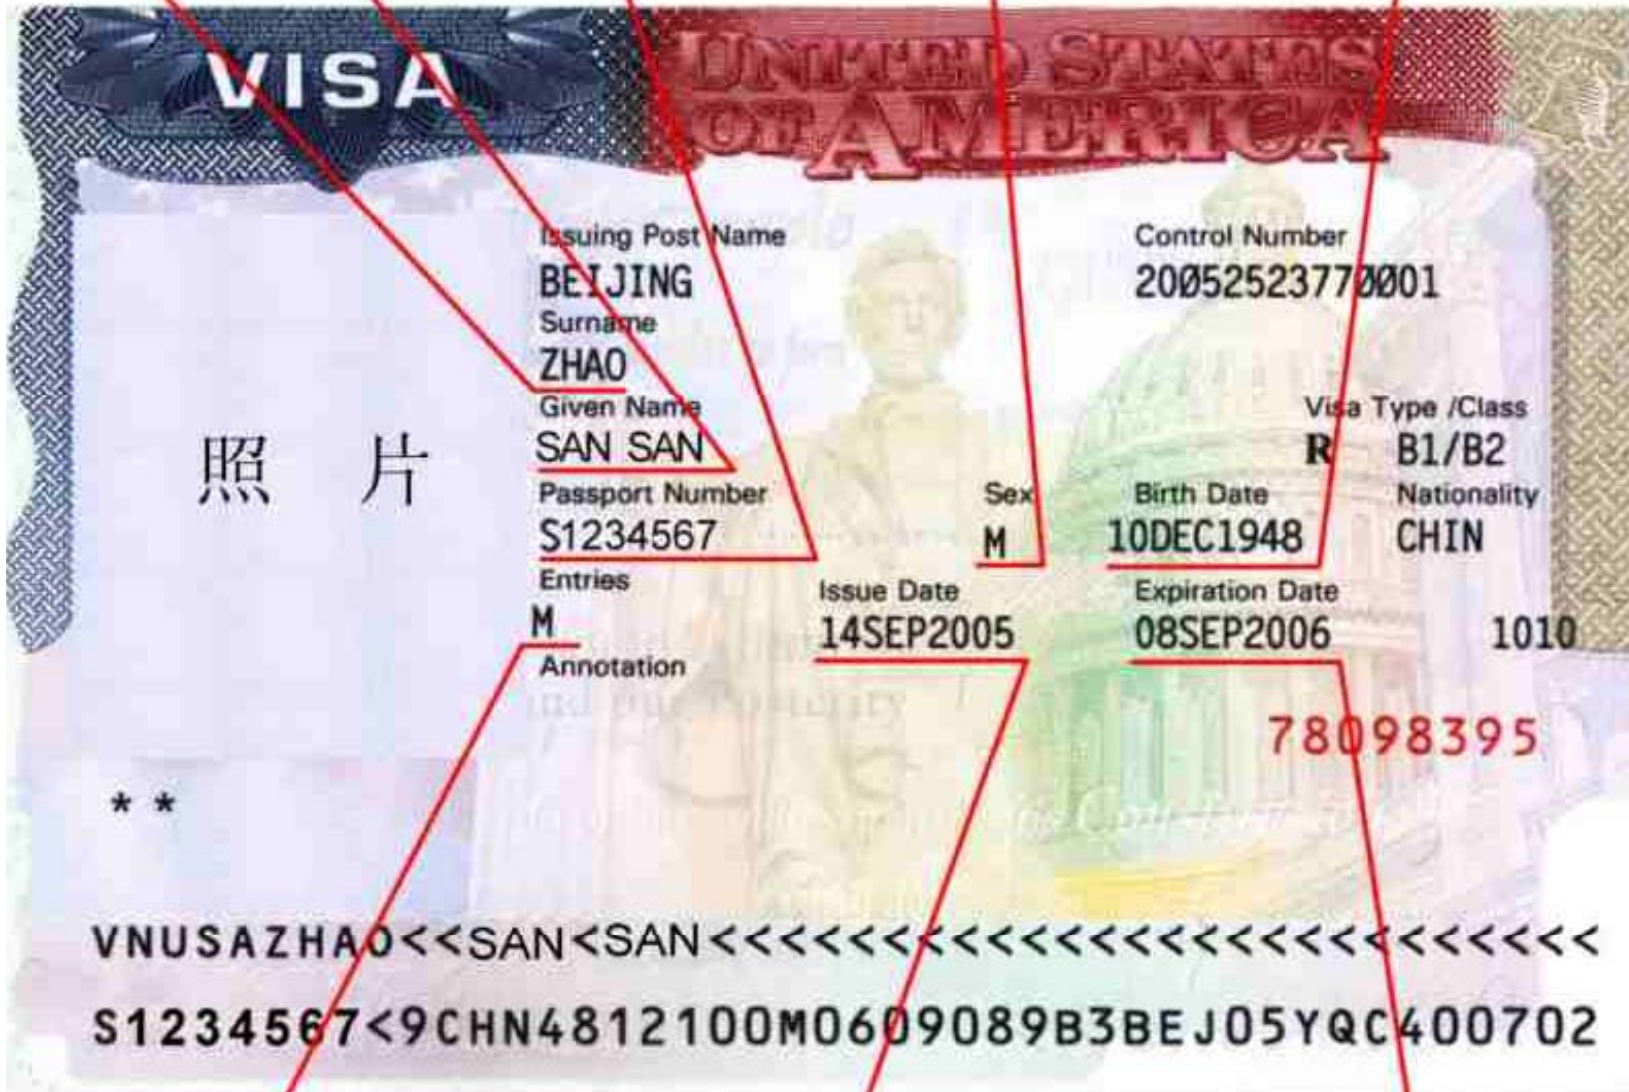 VISA UNITED STATES OF AMERICA
Issuing Post Name Control Number
BEIJING 20052523770001
Surname
ZHAO
Given Name Visa Type /Class
照 片 SAN SAN R B1/B2
Passport Number Sex Birth Date Nationality
S1234567 M 10DEC1948 CHIN
Entries Issue Date Expiration Date
M 14SEP2005 08SEP2006 1010
Annotation
78098395
* *
VNUSAZHAO<<SAN<SAN<<<<<<<<<<<<<<<<<<<<<<<<<<
S1234567<9CHN4812100M0609089B3BEJ05YQC400702